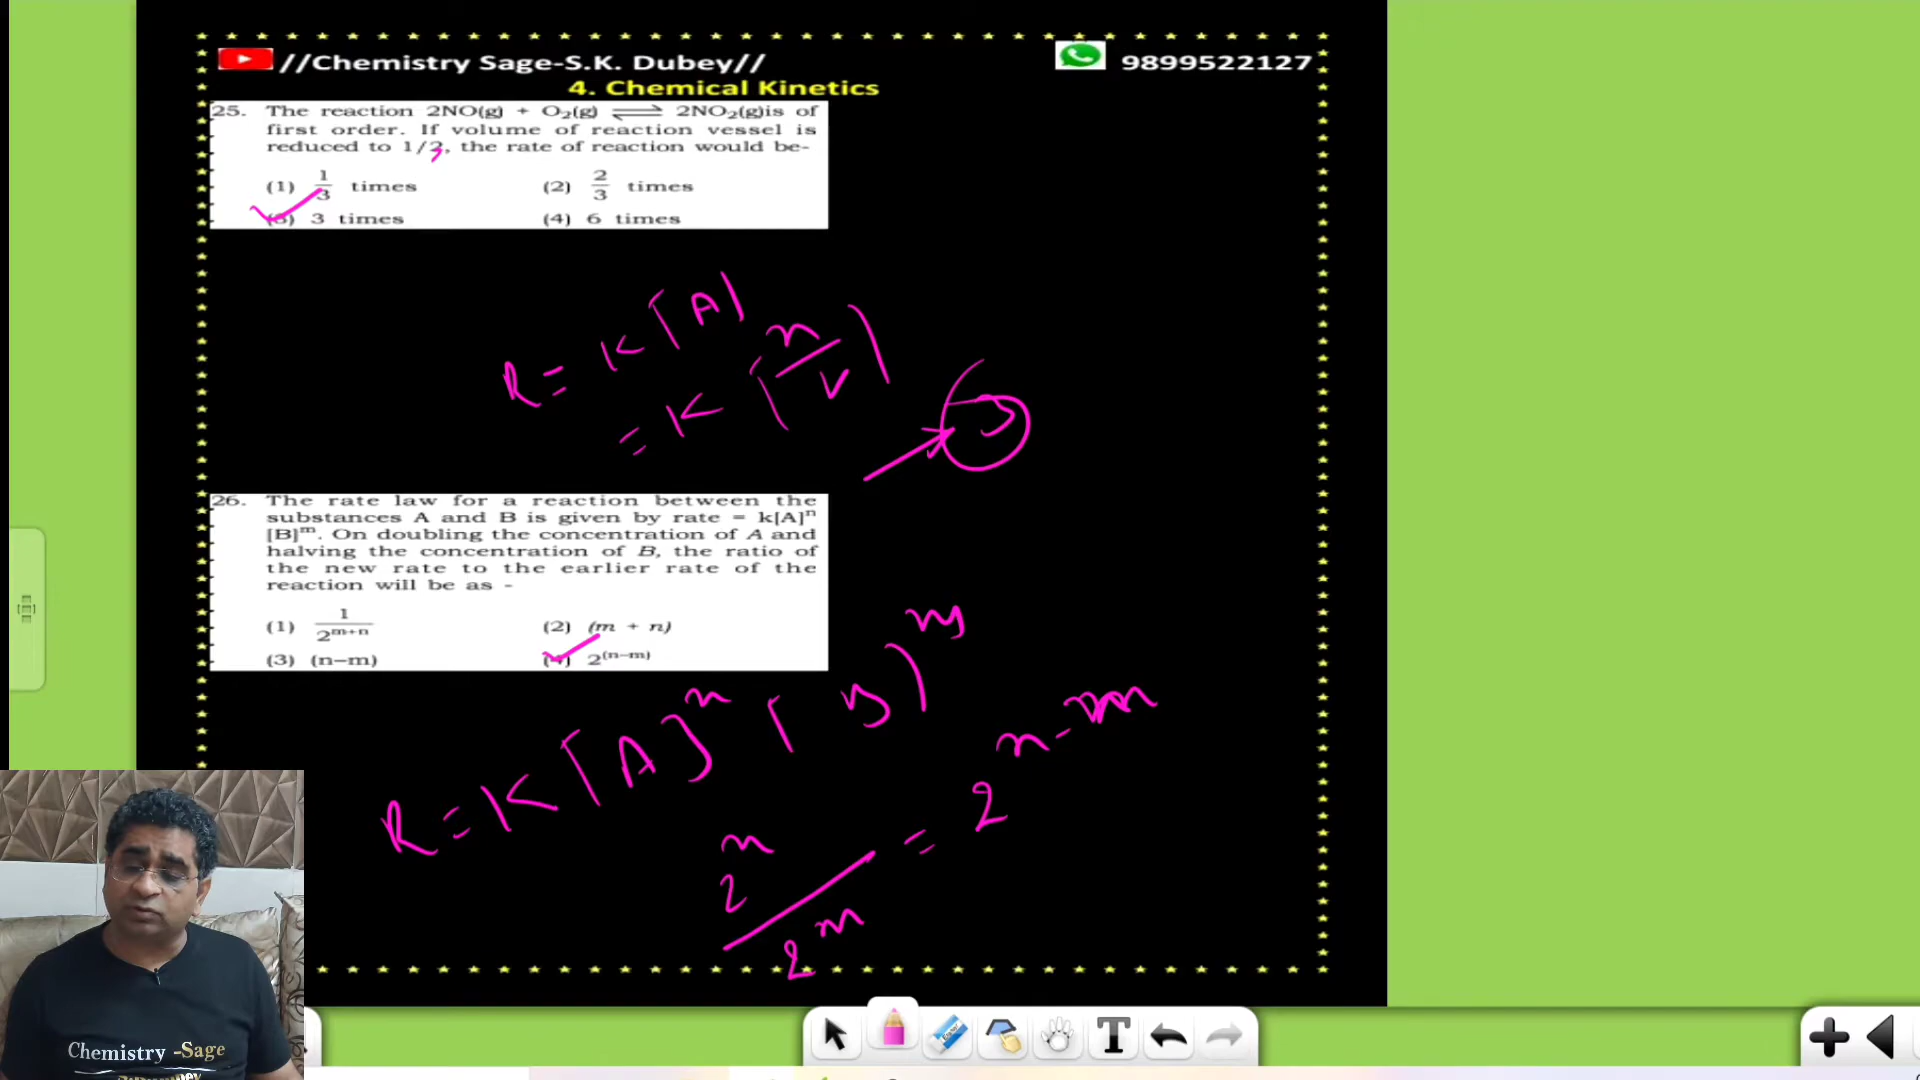 //Chemistry Sage-S.K. Dubey//
9899522127
4. Chemical Kinetics
25. The reaction 2NO(g) + O₂(g) ⇌ 2NO₂(g)is of
first order. If volume of reaction vessel is
reduced to 1/3, the rate of reaction would be-
(1) 1/3 times (2) 2/3 times
(3) 3 times (4) 6 times
R = K [A]
= K [n/V]
26. The rate law for a reaction between the
substances A and B is given by rate = k[A]ⁿ
[B]ᵐ. On doubling the concentration of A and
halving the concentration of B, the ratio of
the new rate to the earlier rate of the
reaction will be as -
(1) 1/2ᵐ⁺ⁿ (2) (m + n)
(3) (n−m) (4) 2⁽ⁿ⁻ᵐ⁾
R = K [A]ⁿ [B]ᵐ
2ⁿ/2ᵐ = 2ⁿ⁻ᵐ
Chemistry -Sage
T